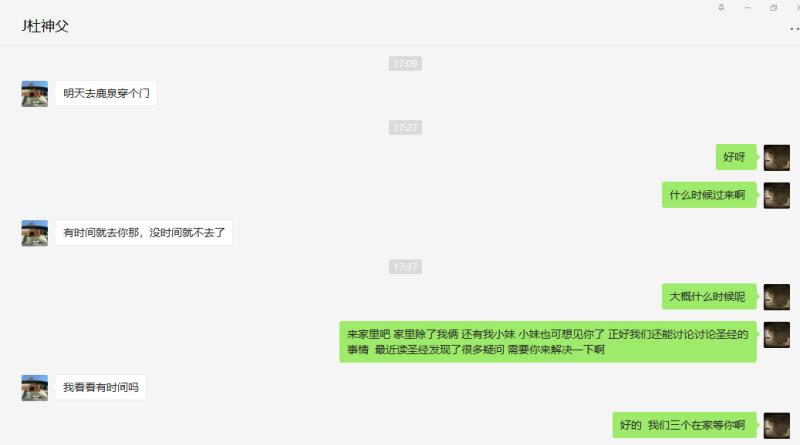 J杜神父
17:09
明天去鹿泉穿个门
17:27
好呀
什么时候过来啊
有时间就去你那，没时间就不去了
17:37
大概什么时候呢
来家里吧 家里除了我俩 还有我小妹 小妹也可想见你了 正好我们还能讨论讨论圣经的
事情 最近读圣经发现了很多疑问 需要你来解决一下啊
我看看有时间吗
好的 我们三个在家等你啊